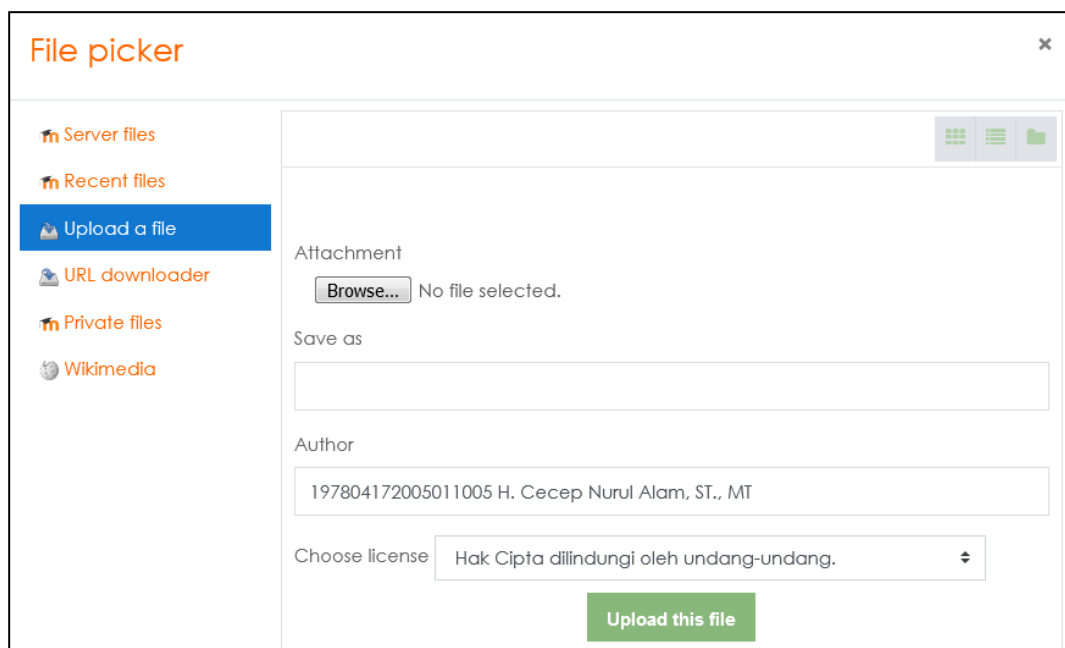 File picker
×
Server files
Recent files
Upload a file
URL downloader
Private files
Wikimedia
Attachment
Browse... No file selected.
Save as
Author
197804172005011005 H. Cecep Nurul Alam, ST., MT
Choose license Hak Cipta dilindungi oleh undang-undang.
Upload this file